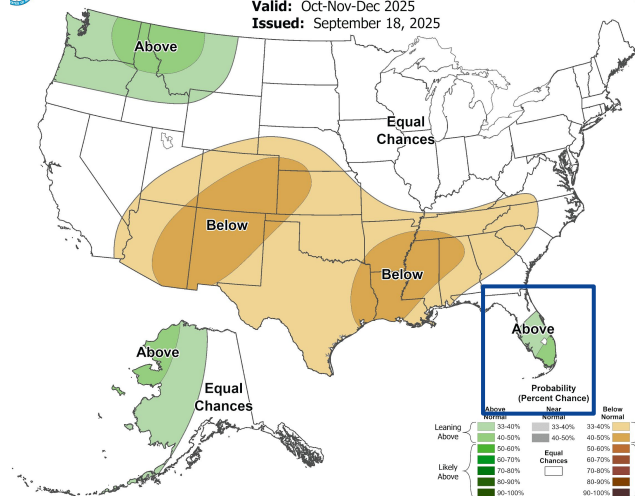 Valid: Oct-Nov-Dec 2025
Issued: September 18, 2025
Above
Equal
Chances
Below
Below
Above
Above
Equal
Chances
Probability
(Percent Chance)
Above Normal
Near Normal
Below Normal
Leaning Above
33-40%
40-50%
Likely Above
50-60%
60-70%
70-80%
80-90%
90-100%
33-40%
40-50%
Equal Chances
33-40%
40-50%
50-60%
60-70%
70-80%
80-90%
90-100%